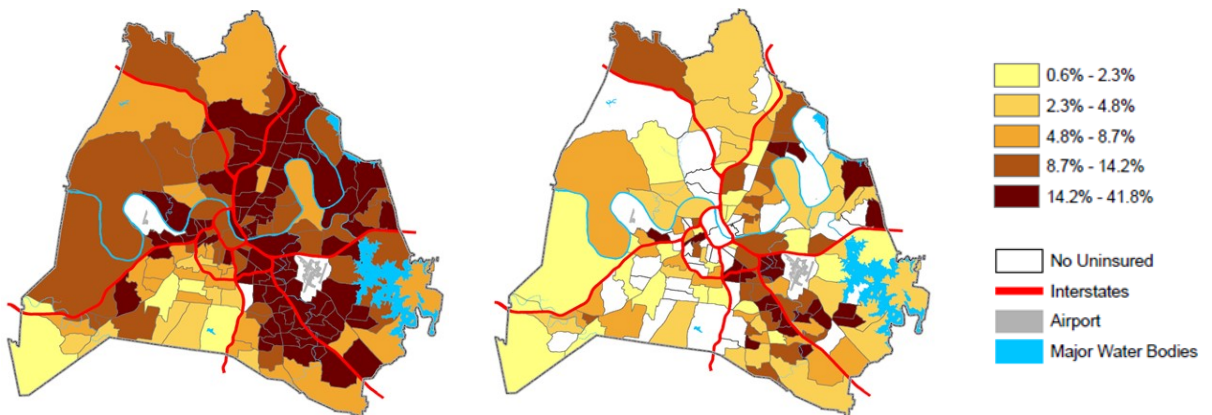 0.6% - 2.3%
2.3% - 4.8%
4.8% - 8.7%
8.7% - 14.2%
14.2% - 41.8%
No Uninsured
Interstates
Airport
Major Water Bodies